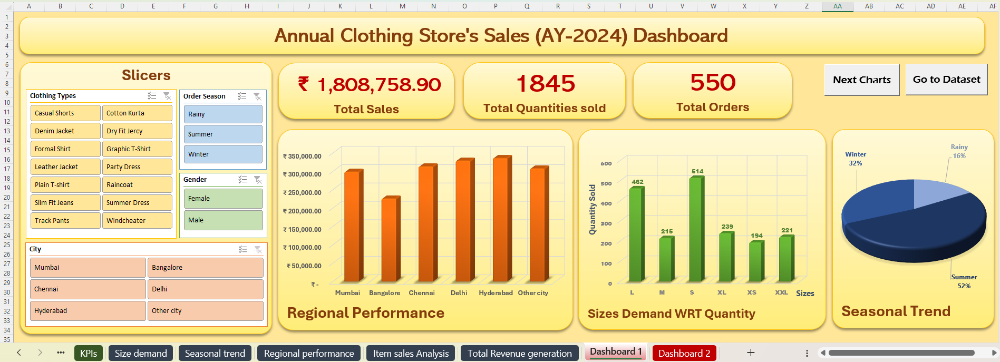 A B C D E F G H I J K L M N O P Q R S T U V W X Y Z AA AB AC AD AE AF
1
2
3
4
5
6
7
8
9
10
11
12
13
14
15
16
17
18
19
20
21
22
23
24
25
26
27
28
29
30
31
32
33
34
35
Annual Clothing Store's Sales (AY-2024) Dashboard
Slicers
Clothing Types
Casual Shorts Cotton Kurta
Denim Jacket Dry Fit Jercy
Formal Shirt Graphic T-Shirt
Leather Jacket Party Dress
Plain T-shirt Raincoat
Slim Fit Jeans Summer Dress
Track Pants WIndcheater
Order Season
Rainy
Summer
Winter
Gender
Female
Male
City
Mumbai Bangalore
Chennai Delhi
Hyderabad Other city
₹ 1,808,758.90
Total Sales
1845
Total Quantities sold
550
Total Orders
Next Charts
Go to Dataset
₹ 350,000.00
₹ 300,000.00
₹ 250,000.00
₹ 200,000.00
₹ 150,000.00
₹ 100,000.00
₹ 50,000.00
₹ -
Mumbai Bangalore Chennai Delhi Hyderabad Other city
Regional Performance
Quantity Sold
600
500
400
300
200
100
0
462
215
514
239
194
221
L M S XL XS XXL Sizes
Sizes Demand WRT Quantity
Winter
32%
Rainy
16%
Summer
52%
Seasonal Trend
KPIs Size demand Seasonal trend Regional performance Item sales Analysis Total Revenue generation Dashboard 1 Dashboard 2